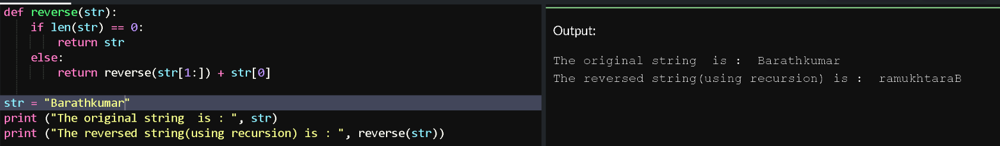 def reverse(str):
    if len(str) == 0:
        return str
    else:
        return reverse(str[1:]) + str[0]
str = "Barathkumar"
print ("The original string  is : ", str)
print ("The reversed string(using recursion) is : ", reverse(str))
Output:
The original string  is :  Barathkumar
The reversed string(using recursion) is :  ramukhtaraB